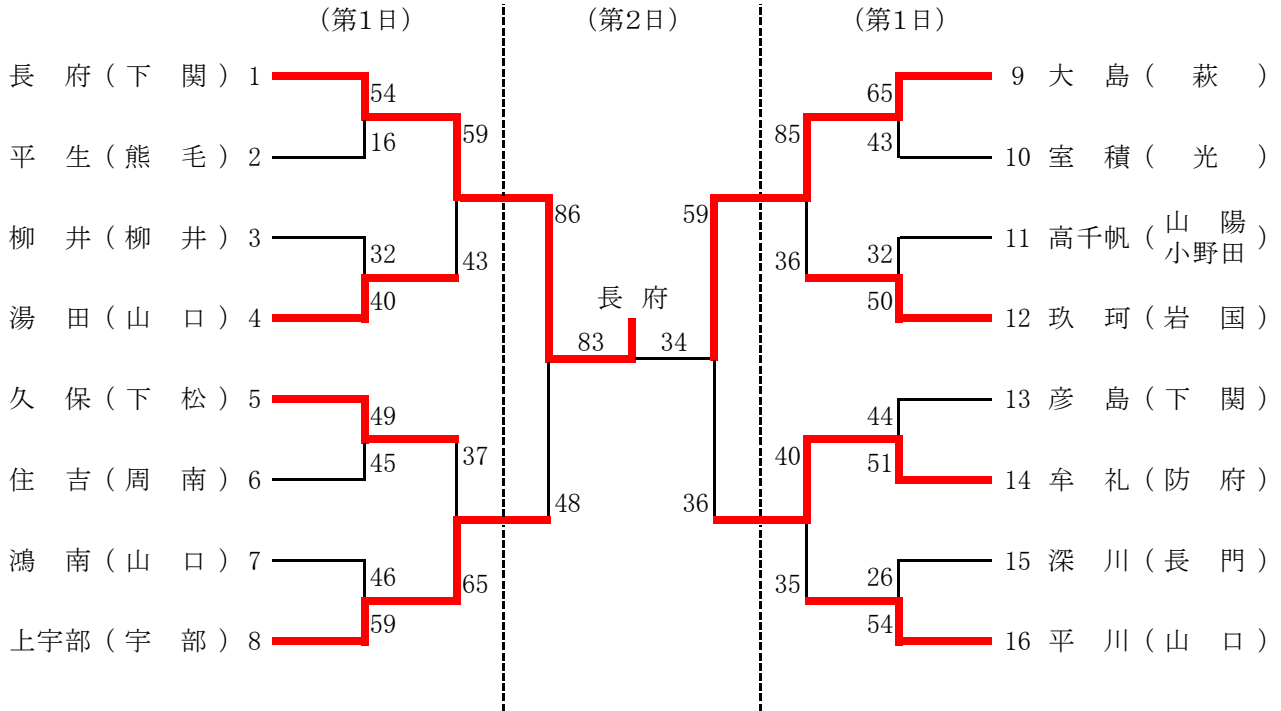 (第1日) (第2日) (第1日)
長 府 ( 下 関 ) 1
54
16
平 生 ( 熊 毛 ) 2
59
43
柳 井 ( 柳 井 ) 3
32
40
湯 田 ( 山 口 ) 4
86
48
久 保 ( 下 松 ) 5
49
45
住 吉 ( 周 南 ) 6
37
65
鴻 南 ( 山 口 ) 7
46
59
上宇部 ( 宇 部 ) 8
長 府
83 34
9 大 島 ( 萩 )
65
43
10 室 積 ( 光 )
85
36
11 高千帆 ( 山 陽
小野田 )
32
50
12 玖 珂 ( 岩 国 )
59
36
13 彦 島 ( 下 関 )
44
51
14 牟 礼 ( 防 府 )
40
35
15 深 川 ( 長 門 )
26
54
16 平 川 ( 山 口 )